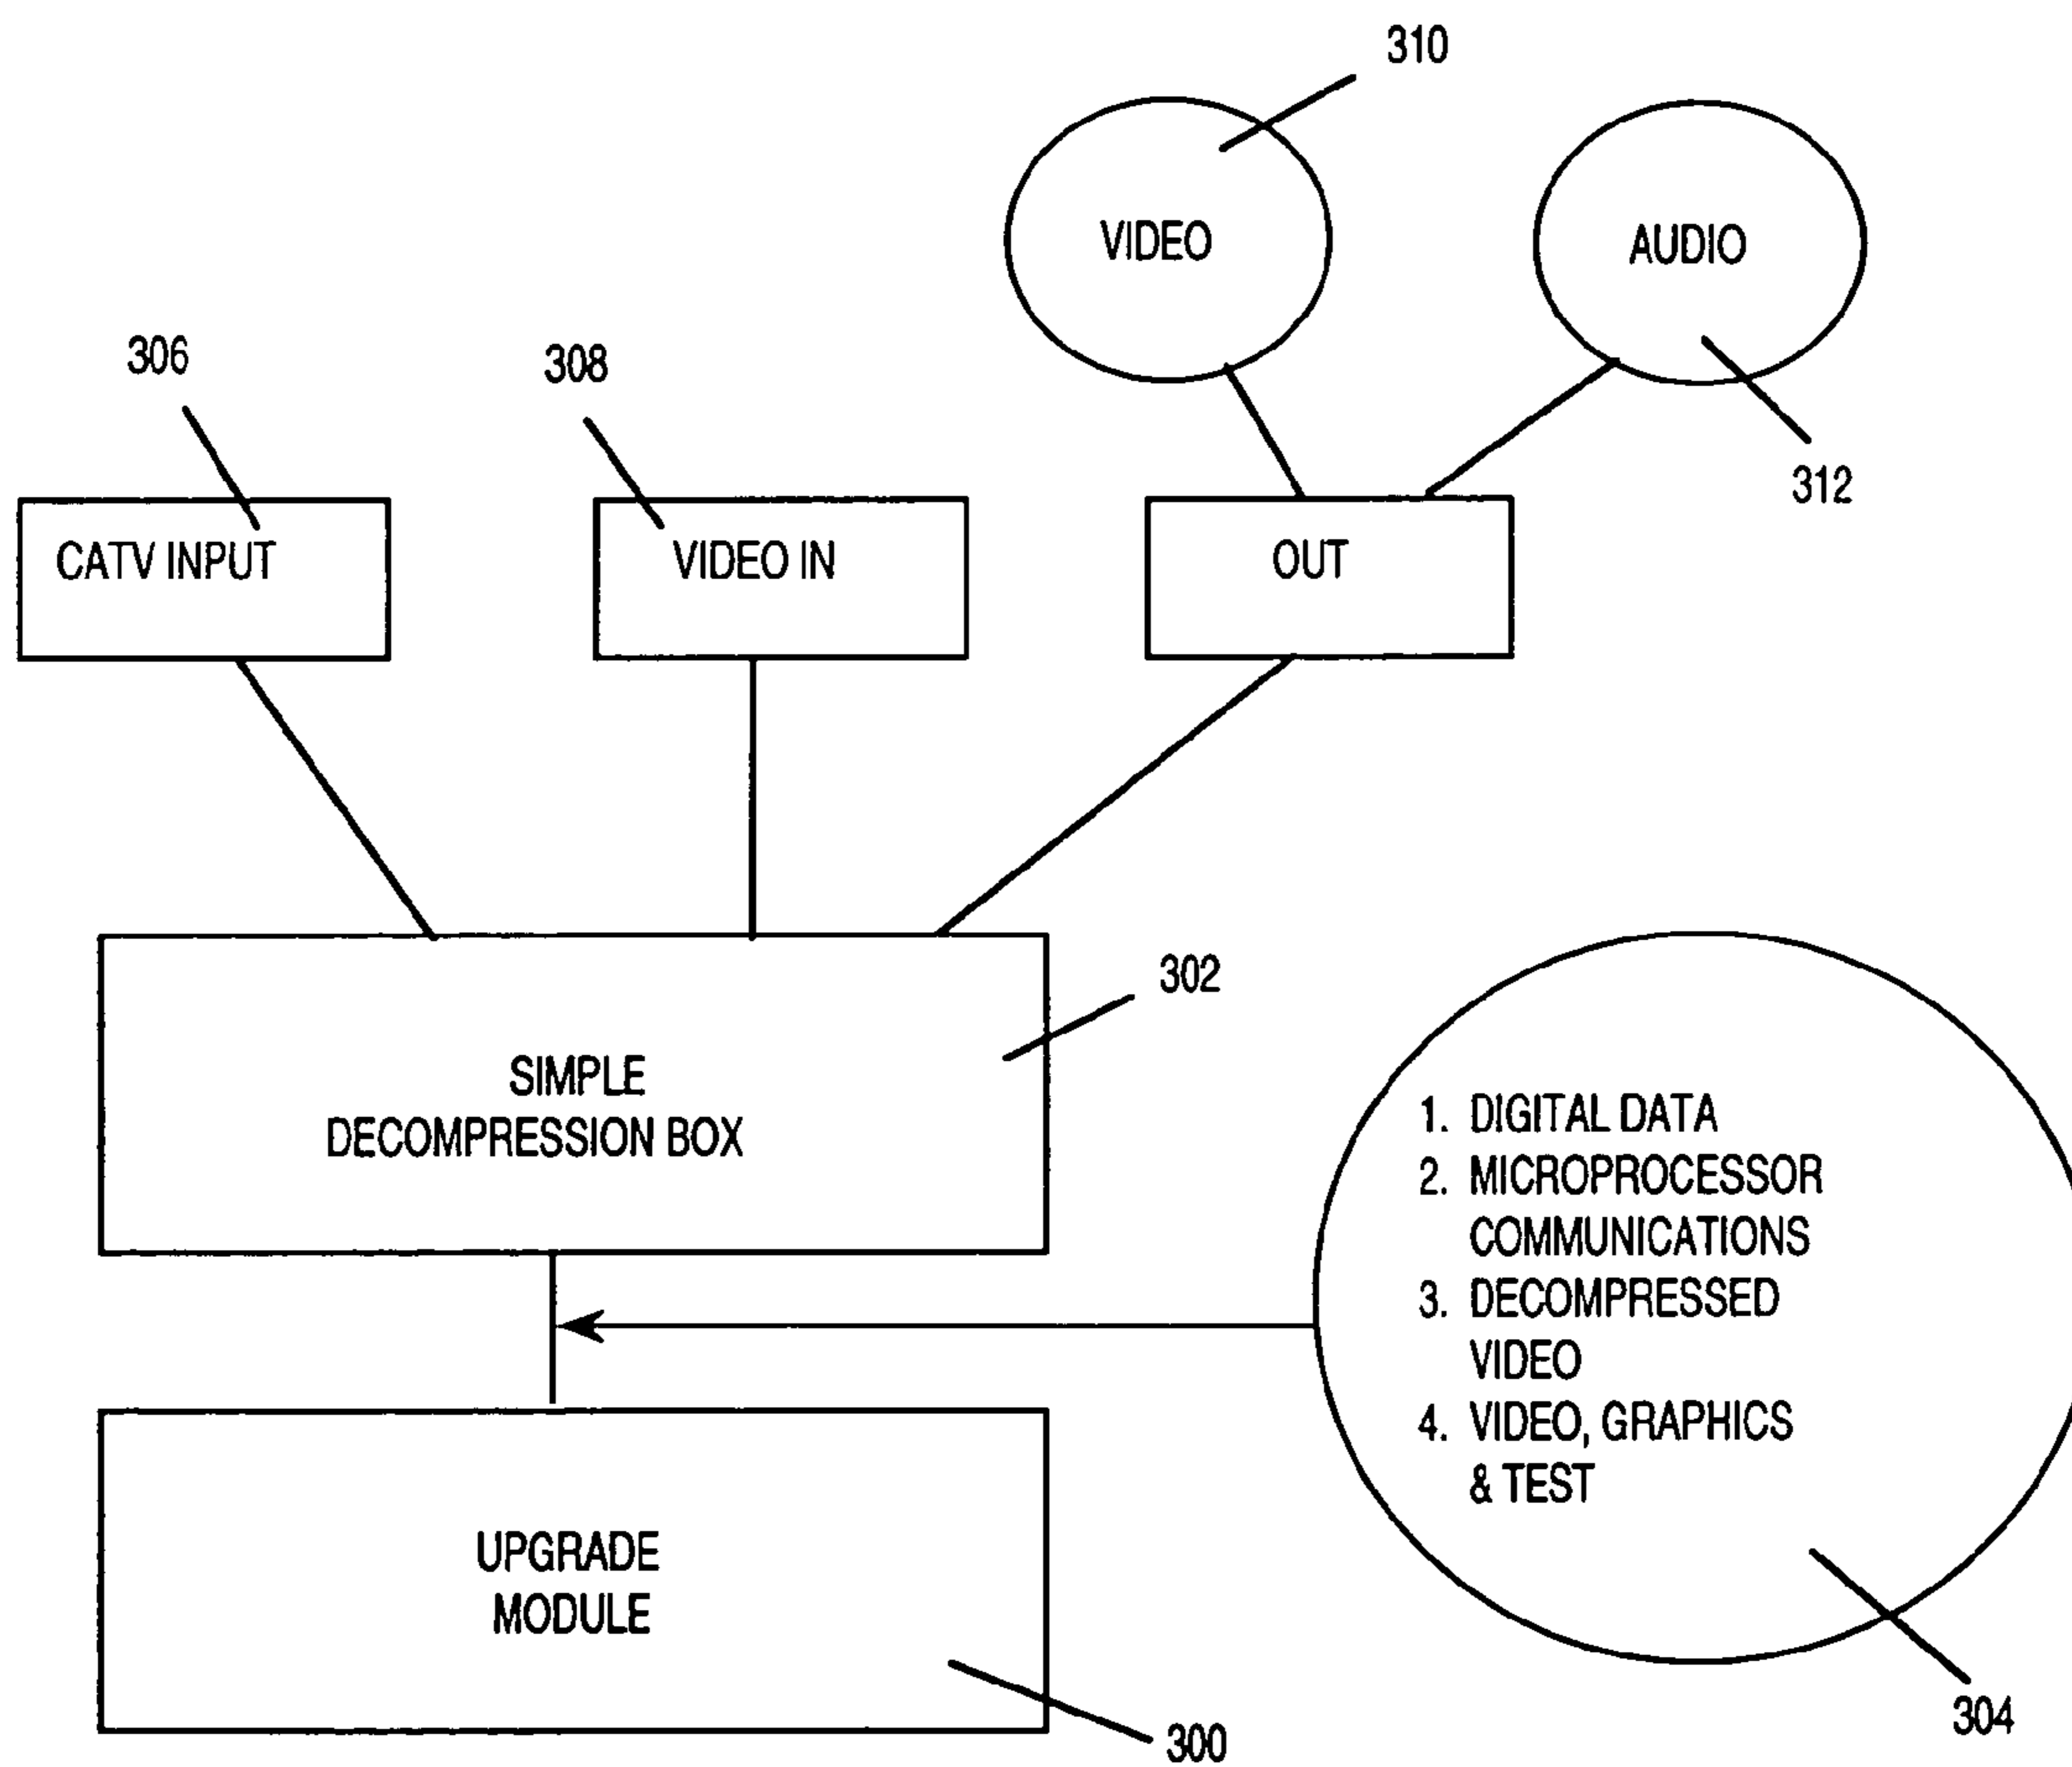 310
VIDEO
AUDIO
306
308
312
CATV INPUT
VIDEO IN
OUT
302
SIMPLE
DECOMPRESSION BOX
1. DIGITAL DATA
2. MICROPROCESSOR
COMMUNICATIONS
3. DECOMPRESSED
VIDEO
4. VIDEO, GRAPHICS
& TEST
UPGRADE
MODULE
304
300